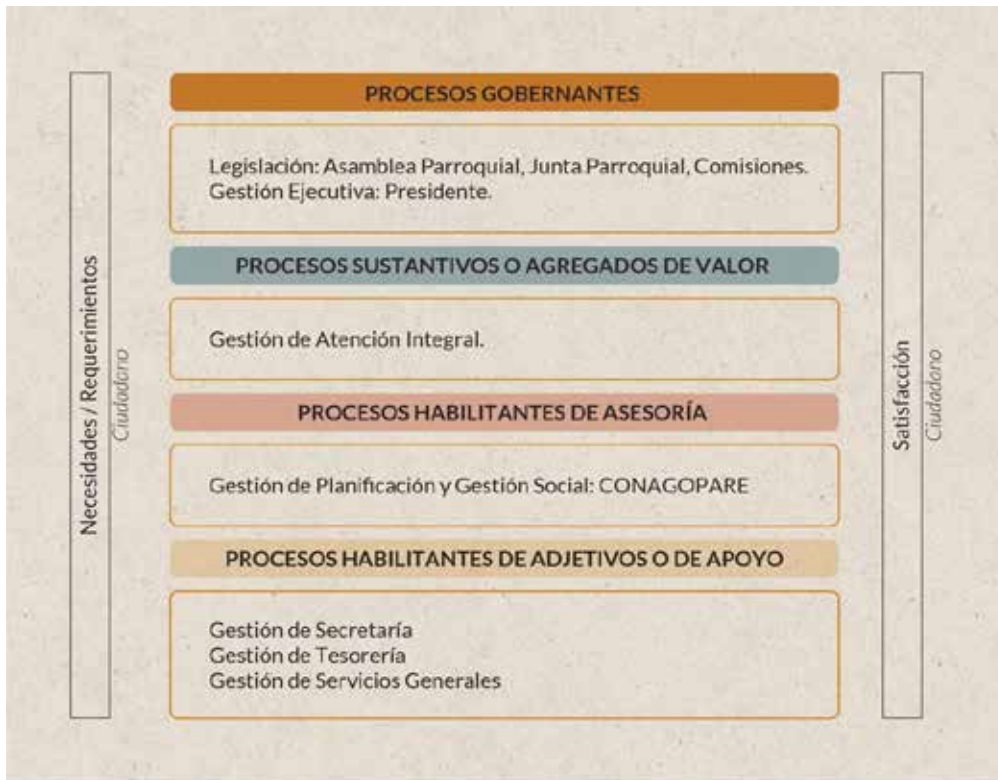 Necesidades / Requerimientos
Ciudadano
PROCESOS GOBERNANTES
Legislación: Asamblea Parroquial, Junta Parroquial, Comisiones.
Gestión Ejecutiva: Presidente.
PROCESOS SUSTANTIVOS O AGREGADOS DE VALOR
Gestión de Atención Integral.
PROCESOS HABILITANTES DE ASESORÍA
Gestión de Planificación y Gestión Social: CONAGOPARE
PROCESOS HABILITANTES DE ADJETIVOS O DE APOYO
Gestión de Secretaría
Gestión de Tesorería
Gestión de Servicios Generales
Satisfacción
Ciudadano